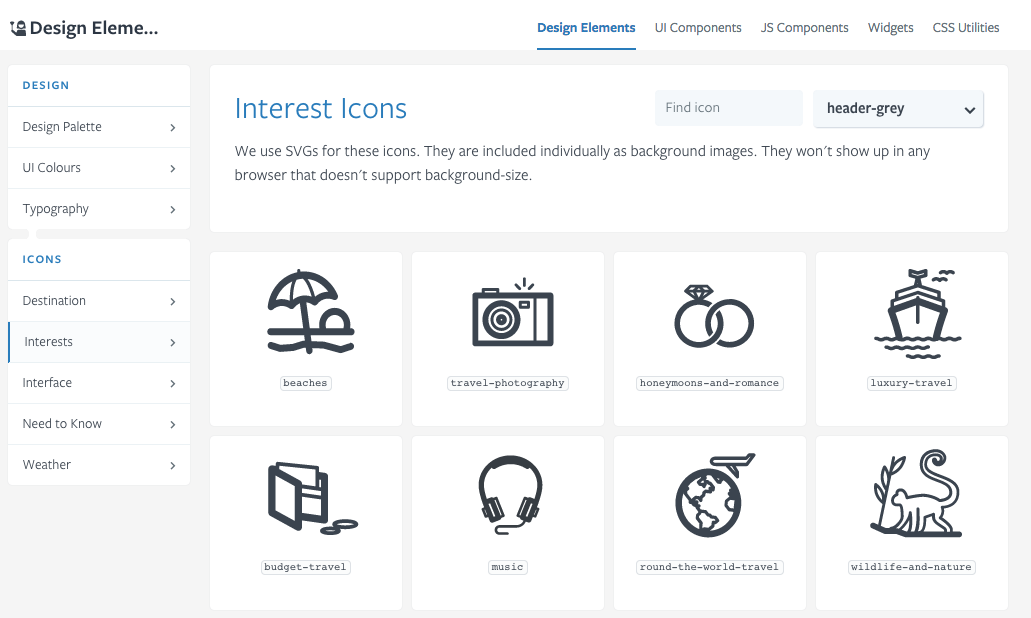 Design Eleme...
Design Elements
UI Components
JS Components
Widgets
CSS Utilities
DESIGN
Design Palette
UI Colours
Typography
ICONS
Destination
Interests
Interface
Need to Know
Weather
Interest Icons
Find icon
header-grey
We use SVGs for these icons. They are included individually as background images. They won't show up in any
browser that doesn't support background-size.
beaches
travel-photography
honeymoons-and-romance
luxury-travel
budget-travel
music
round-the-world-travel
wildlife-and-nature